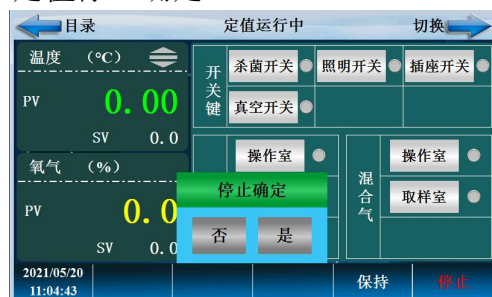 目录 定值运行中 切换
温度 （℃）
PV 0.00
SV 0.0
氧气 （%）
PV 0.0
SV 0.0
开关键
杀菌开关 照明开关 插座开关
真空开关
操作室
混合气
操作室
取样室
停止确定
否 是
2021/05/20
11:04:43
保持 停止